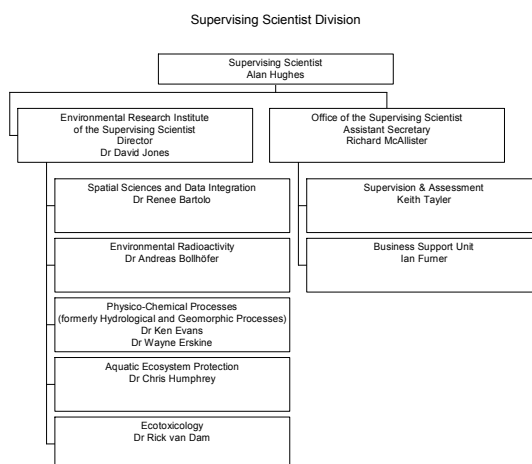 Supervising Scientist Division
Supervising Scientist
Alan Hughes
Environmental Research Institute
of the Supervising Scientist
Director
Dr David Jones
Office of the Supervising Scientist
Assistant Secretary
Richard McAllister
Spatial Sciences and Data Integration
Dr Renee Bartolo
Environmental Radioactivity
Dr Andreas Bollhöfer
Physico-Chemical Processes
(formerly Hydrological and Geomorphic Processes)
Dr Ken Evans
Dr Wayne Erskine
Aquatic Ecosystem Protection
Dr Chris Humphrey
Ecotoxicology
Dr Rick van Dam
Supervision & Assessment
Keith Tayler
Business Support Unit
Ian Furner